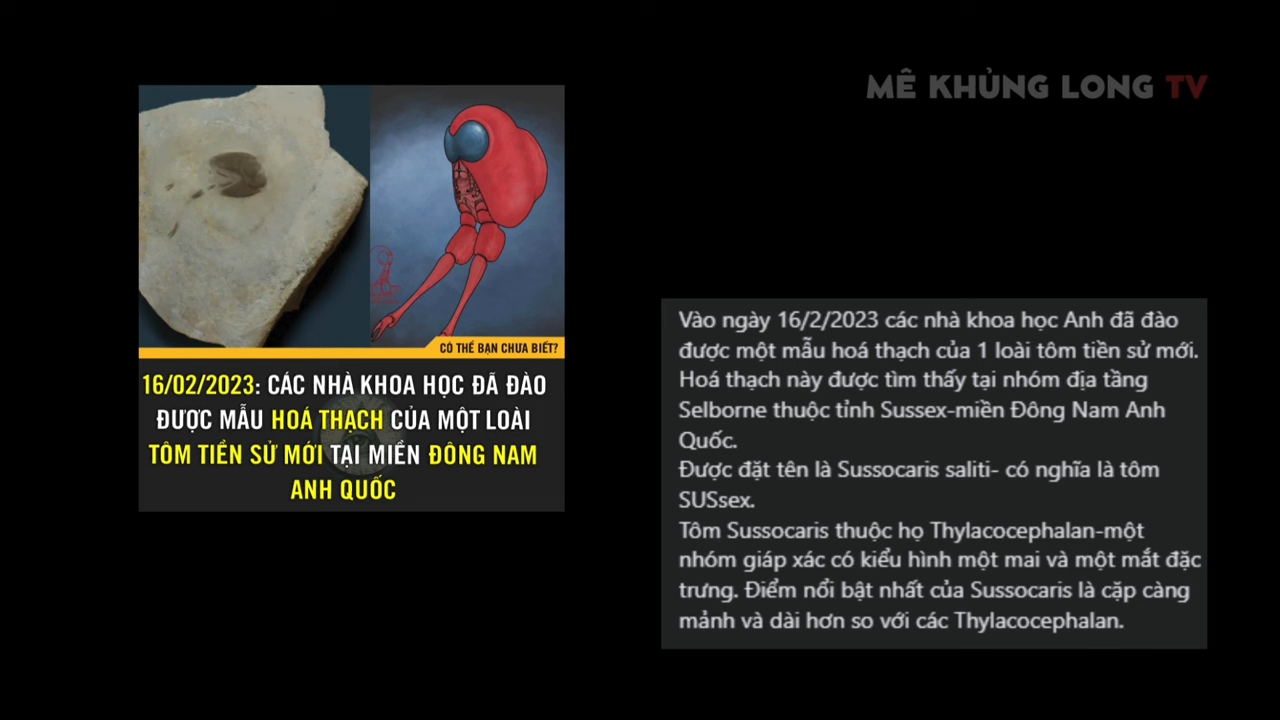 MÊ KHỦNG LONG TV
CÓ THỂ BẠN CHƯA BIẾT?
16/02/2023: CÁC NHÀ KHOA HỌC ĐÃ ĐÀO
ĐƯỢC MẪU HOÁ THẠCH CỦA MỘT LOÀI
TÔM TIỀN SỬ MỚI TẠI MIỀN ĐÔNG NAM
ANH QUỐC
Vào ngày 16/2/2023 các nhà khoa học Anh đã đào
được một mẫu hoá thạch của 1 loài tôm tiền sử mới.
Hoá thạch này được tìm thấy tại nhóm địa tầng
Selborne thuộc tỉnh Sussex-miền Đông Nam Anh
Quốc.
Được đặt tên là Sussocaris saliti- có nghĩa là tôm
SUSsex.
Tôm Sussocaris thuộc họ Thylacocephalan-một
nhóm giáp xác có kiểu hình một mai và một mắt đặc
trưng. Điểm nổi bật nhất của Sussocaris là cặp càng
mảnh và dài hơn so với các Thylacocephalan.